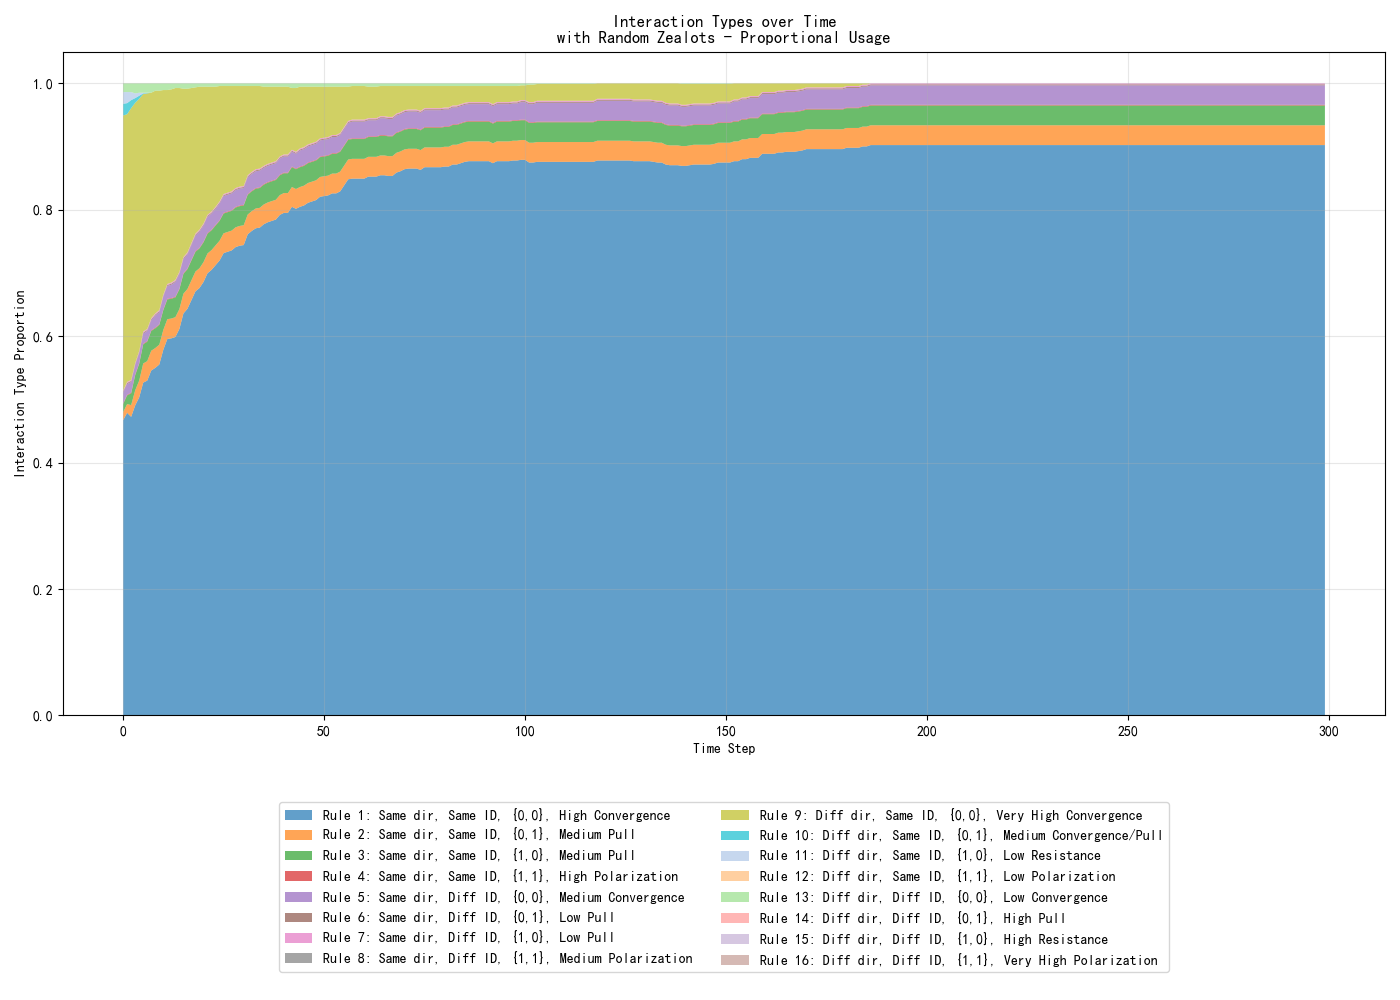 Interaction Types over Time
with Random Zealots - Proportional Usage
Interaction Type Proportion
1.0
0.8
0.6
0.4
0.2
0.0
0
50
100
150
200
250
300
Time Step
Rule 1: Same dir, Same ID, {0,0}, High Convergence
Rule 2: Same dir, Same ID, {0,1}, Medium Pull
Rule 3: Same dir, Same ID, {1,0}, Medium Pull
Rule 4: Same dir, Same ID, {1,1}, High Polarization
Rule 5: Same dir, Diff ID, {0,0}, Medium Convergence
Rule 6: Same dir, Diff ID, {0,1}, Low Pull
Rule 7: Same dir, Diff ID, {1,0}, Low Pull
Rule 8: Same dir, Diff ID, {1,1}, Medium Polarization
Rule 9: Diff dir, Same ID, {0,0}, Very High Convergence
Rule 10: Diff dir, Same ID, {0,1}, Medium Convergence/Pull
Rule 11: Diff dir, Same ID, {1,0}, Low Resistance
Rule 12: Diff dir, Same ID, {1,1}, Low Polarization
Rule 13: Diff dir, Diff ID, {0,0}, Low Convergence
Rule 14: Diff dir, Diff ID, {0,1}, High Pull
Rule 15: Diff dir, Diff ID, {1,0}, High Resistance
Rule 16: Diff dir, Diff ID, {1,1}, Very High Polarization